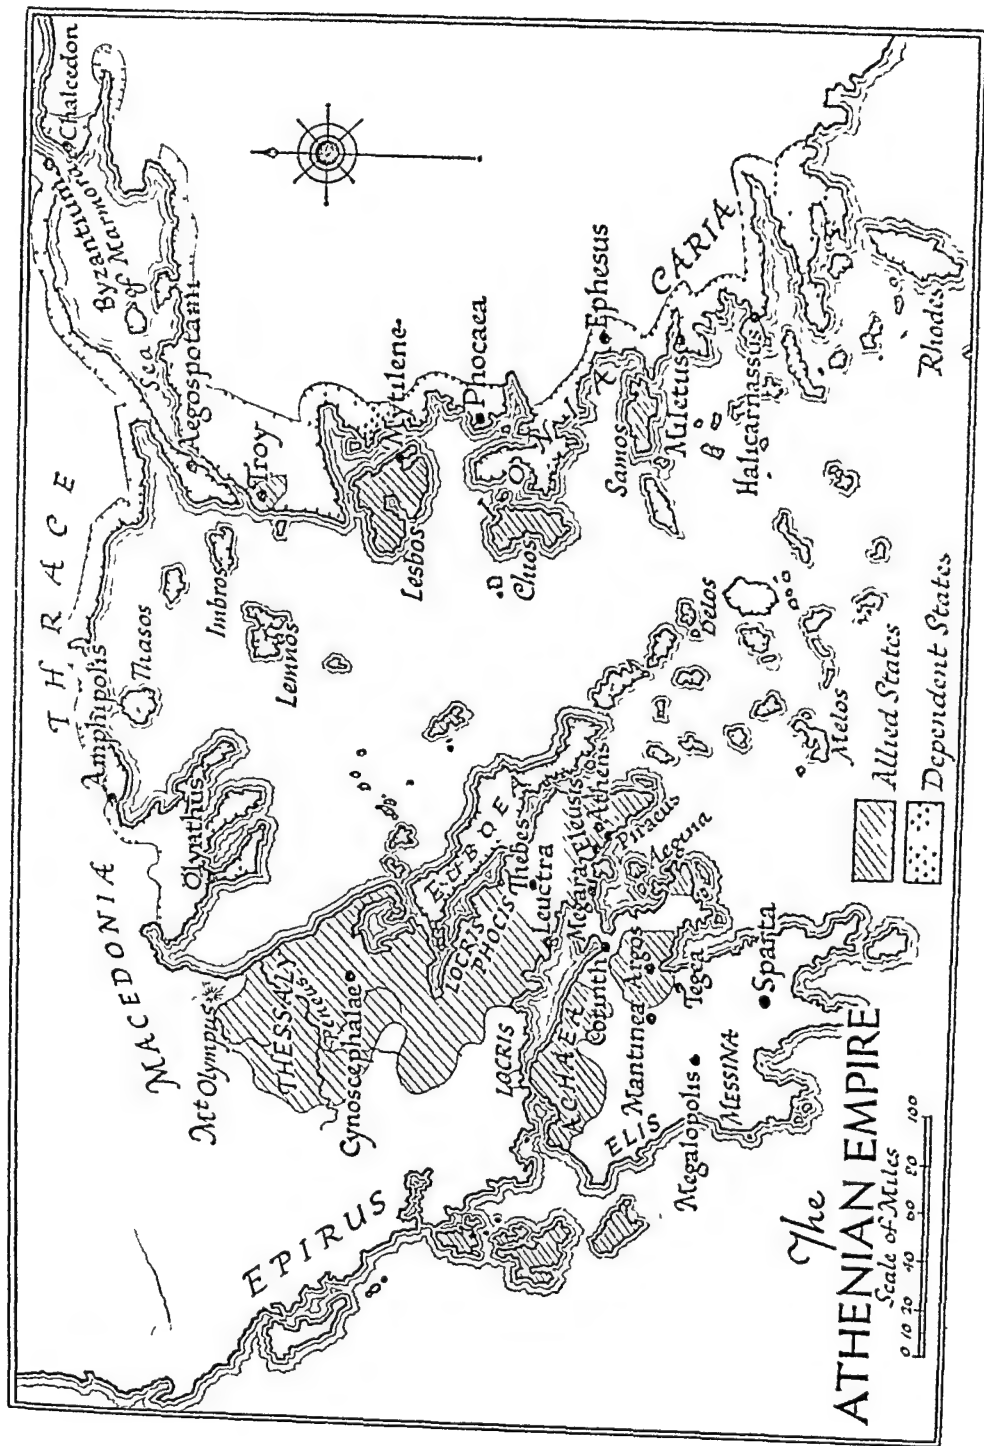 MACEDONIA
THRACE
Byzantium
Chalcedon
Sea of Marmora
Amphipolis
Thasos
Aegospotami
Mt Olympus
Olynthus
Imbros
Troy
EPIRUS
THESSALY
Peneus
Lemnos
Cynoscephalae
Mytilene
Lesbos
EUBOEA
LOCRIS
PHOCIS
Phocaea
LOCRIS
Thebes
Leuctra
Chios
IONIA
ACHAEA
Megara
Eleusis
Athens
Ephesus
Corinth
Piraeus
Samos
ELIS
Mantinea
Argos
Aegina
Miletus
CARIA
Tegea
Delos
Megalopolis
MESSINA
Sparta
Halicarnassus
Melos
Rhodes
The
ATHENIAN EMPIRE
Scale of Miles
0 10 20 40 60 80 100
Allied States
Dependent States